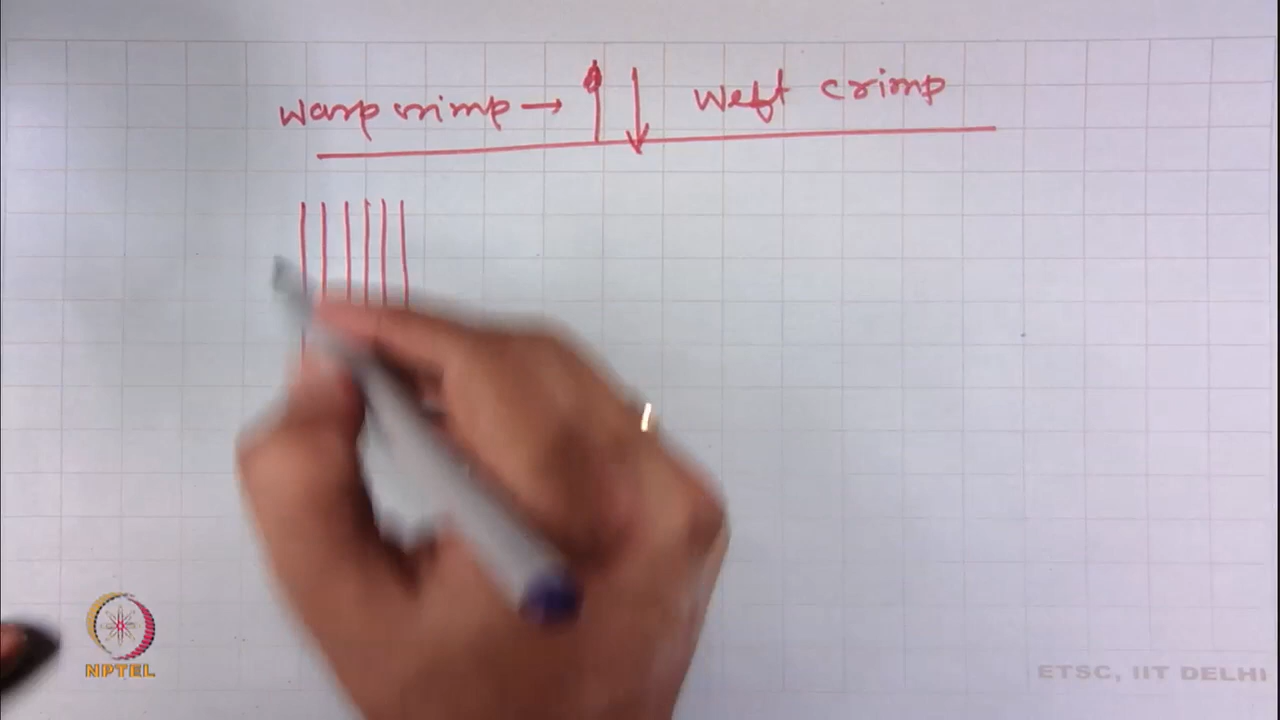 Warp crimp → ↑ ↓ Weft crimp
NPTEL
ETSC, IIT DELHI